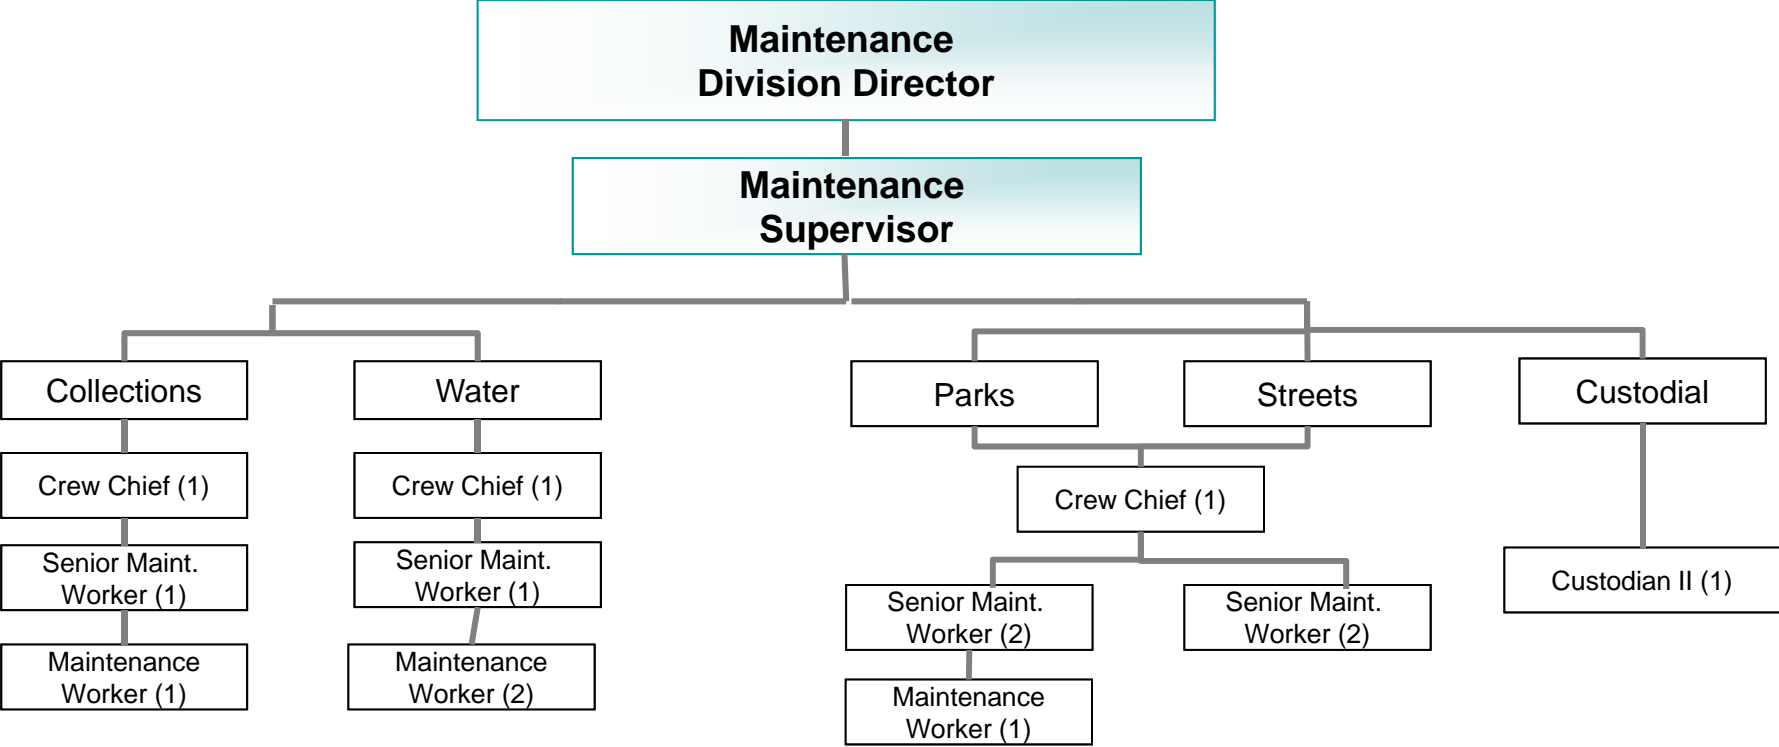 Maintenance
Division Director
Maintenance
Supervisor
Collections
Water
Parks
Streets
Custodial
Crew Chief (1)
Crew Chief (1)
Crew Chief (1)
Senior Maint.
Worker (1)
Senior Maint.
Worker (1)
Senior Maint.
Worker (2)
Senior Maint.
Worker (2)
Custodian II (1)
Maintenance
Worker (1)
Maintenance
Worker (2)
Maintenance
Worker (1)